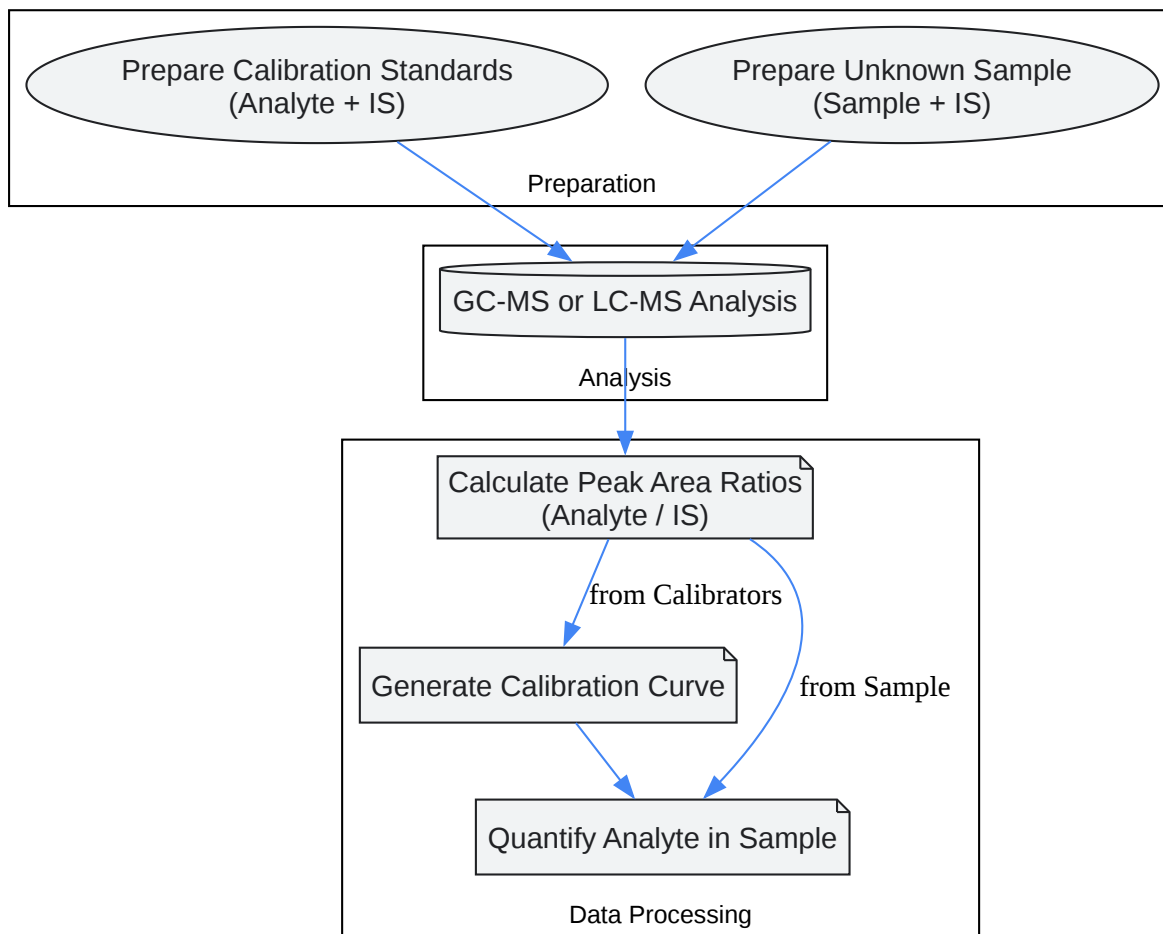 Prepare Calibration Standards
(Analyte + IS)
Prepare Unknown Sample
(Sample + IS)
Preparation
GC-MS or LC-MS Analysis
Analysis
Calculate Peak Area Ratios
(Analyte / IS)
from Calibrators
Generate Calibration Curve
from Sample
Quantify Analyte in Sample
Data Processing